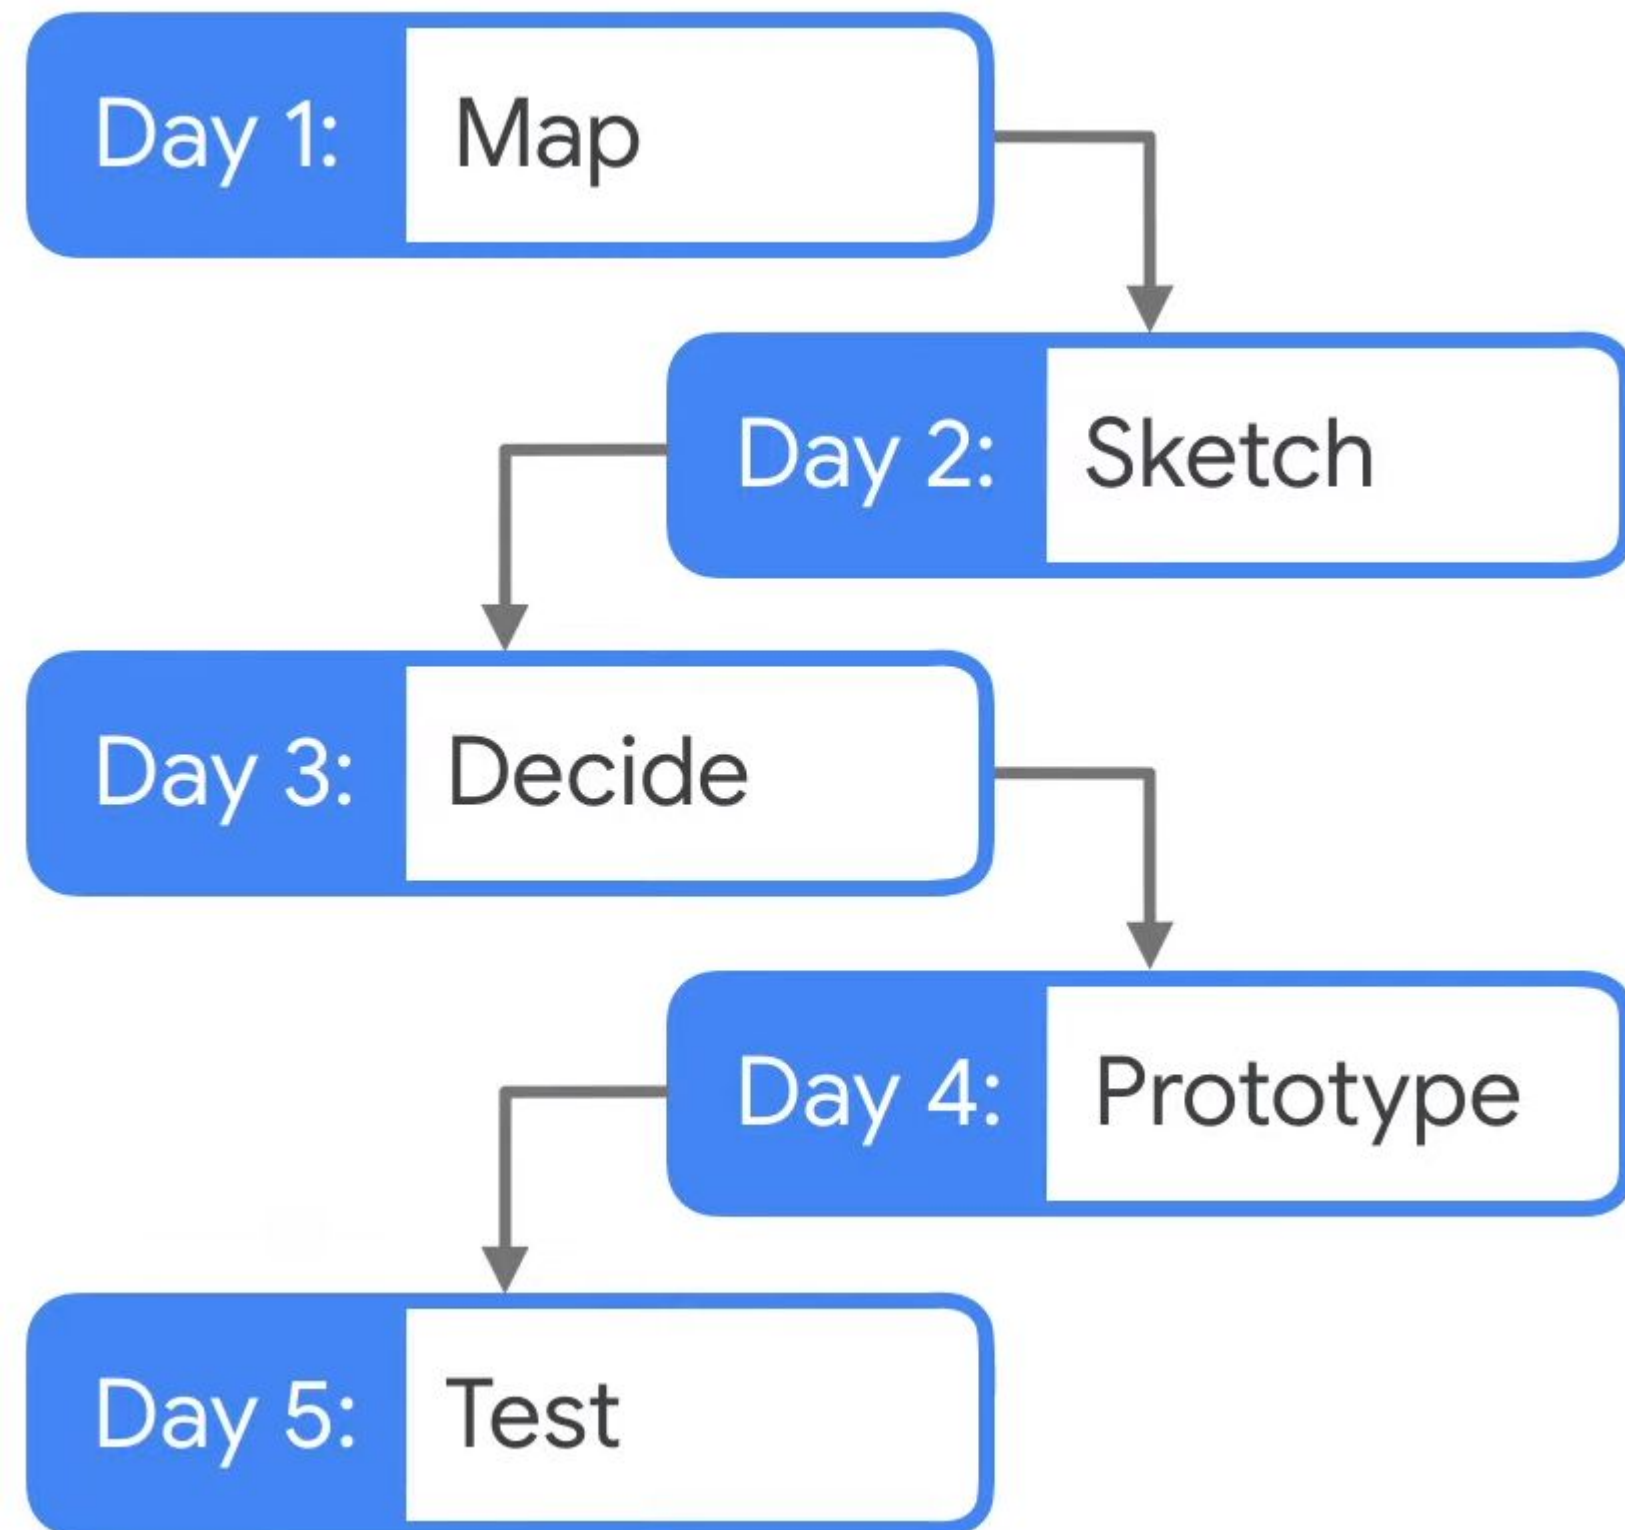 Day 1: Map
Day 2: Sketch
Day 3: Decide
Day 4: Prototype
Day 5: Test